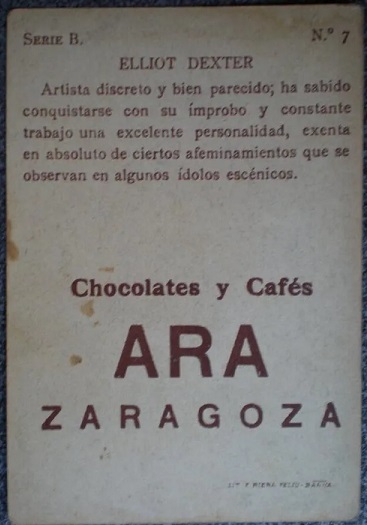 SERIE B.
N.º 7
ELLIOT DEXTER
Artista discreto y bien parecido; ha sabido
conquistarse con su ímprobo y constante
trabajo una excelente personalidad, exenta
en absoluto de ciertos afeminamientos que se
observan en algunos ídolos escénicos.
Chocolates y Cafés
ARA
ZARAGOZA